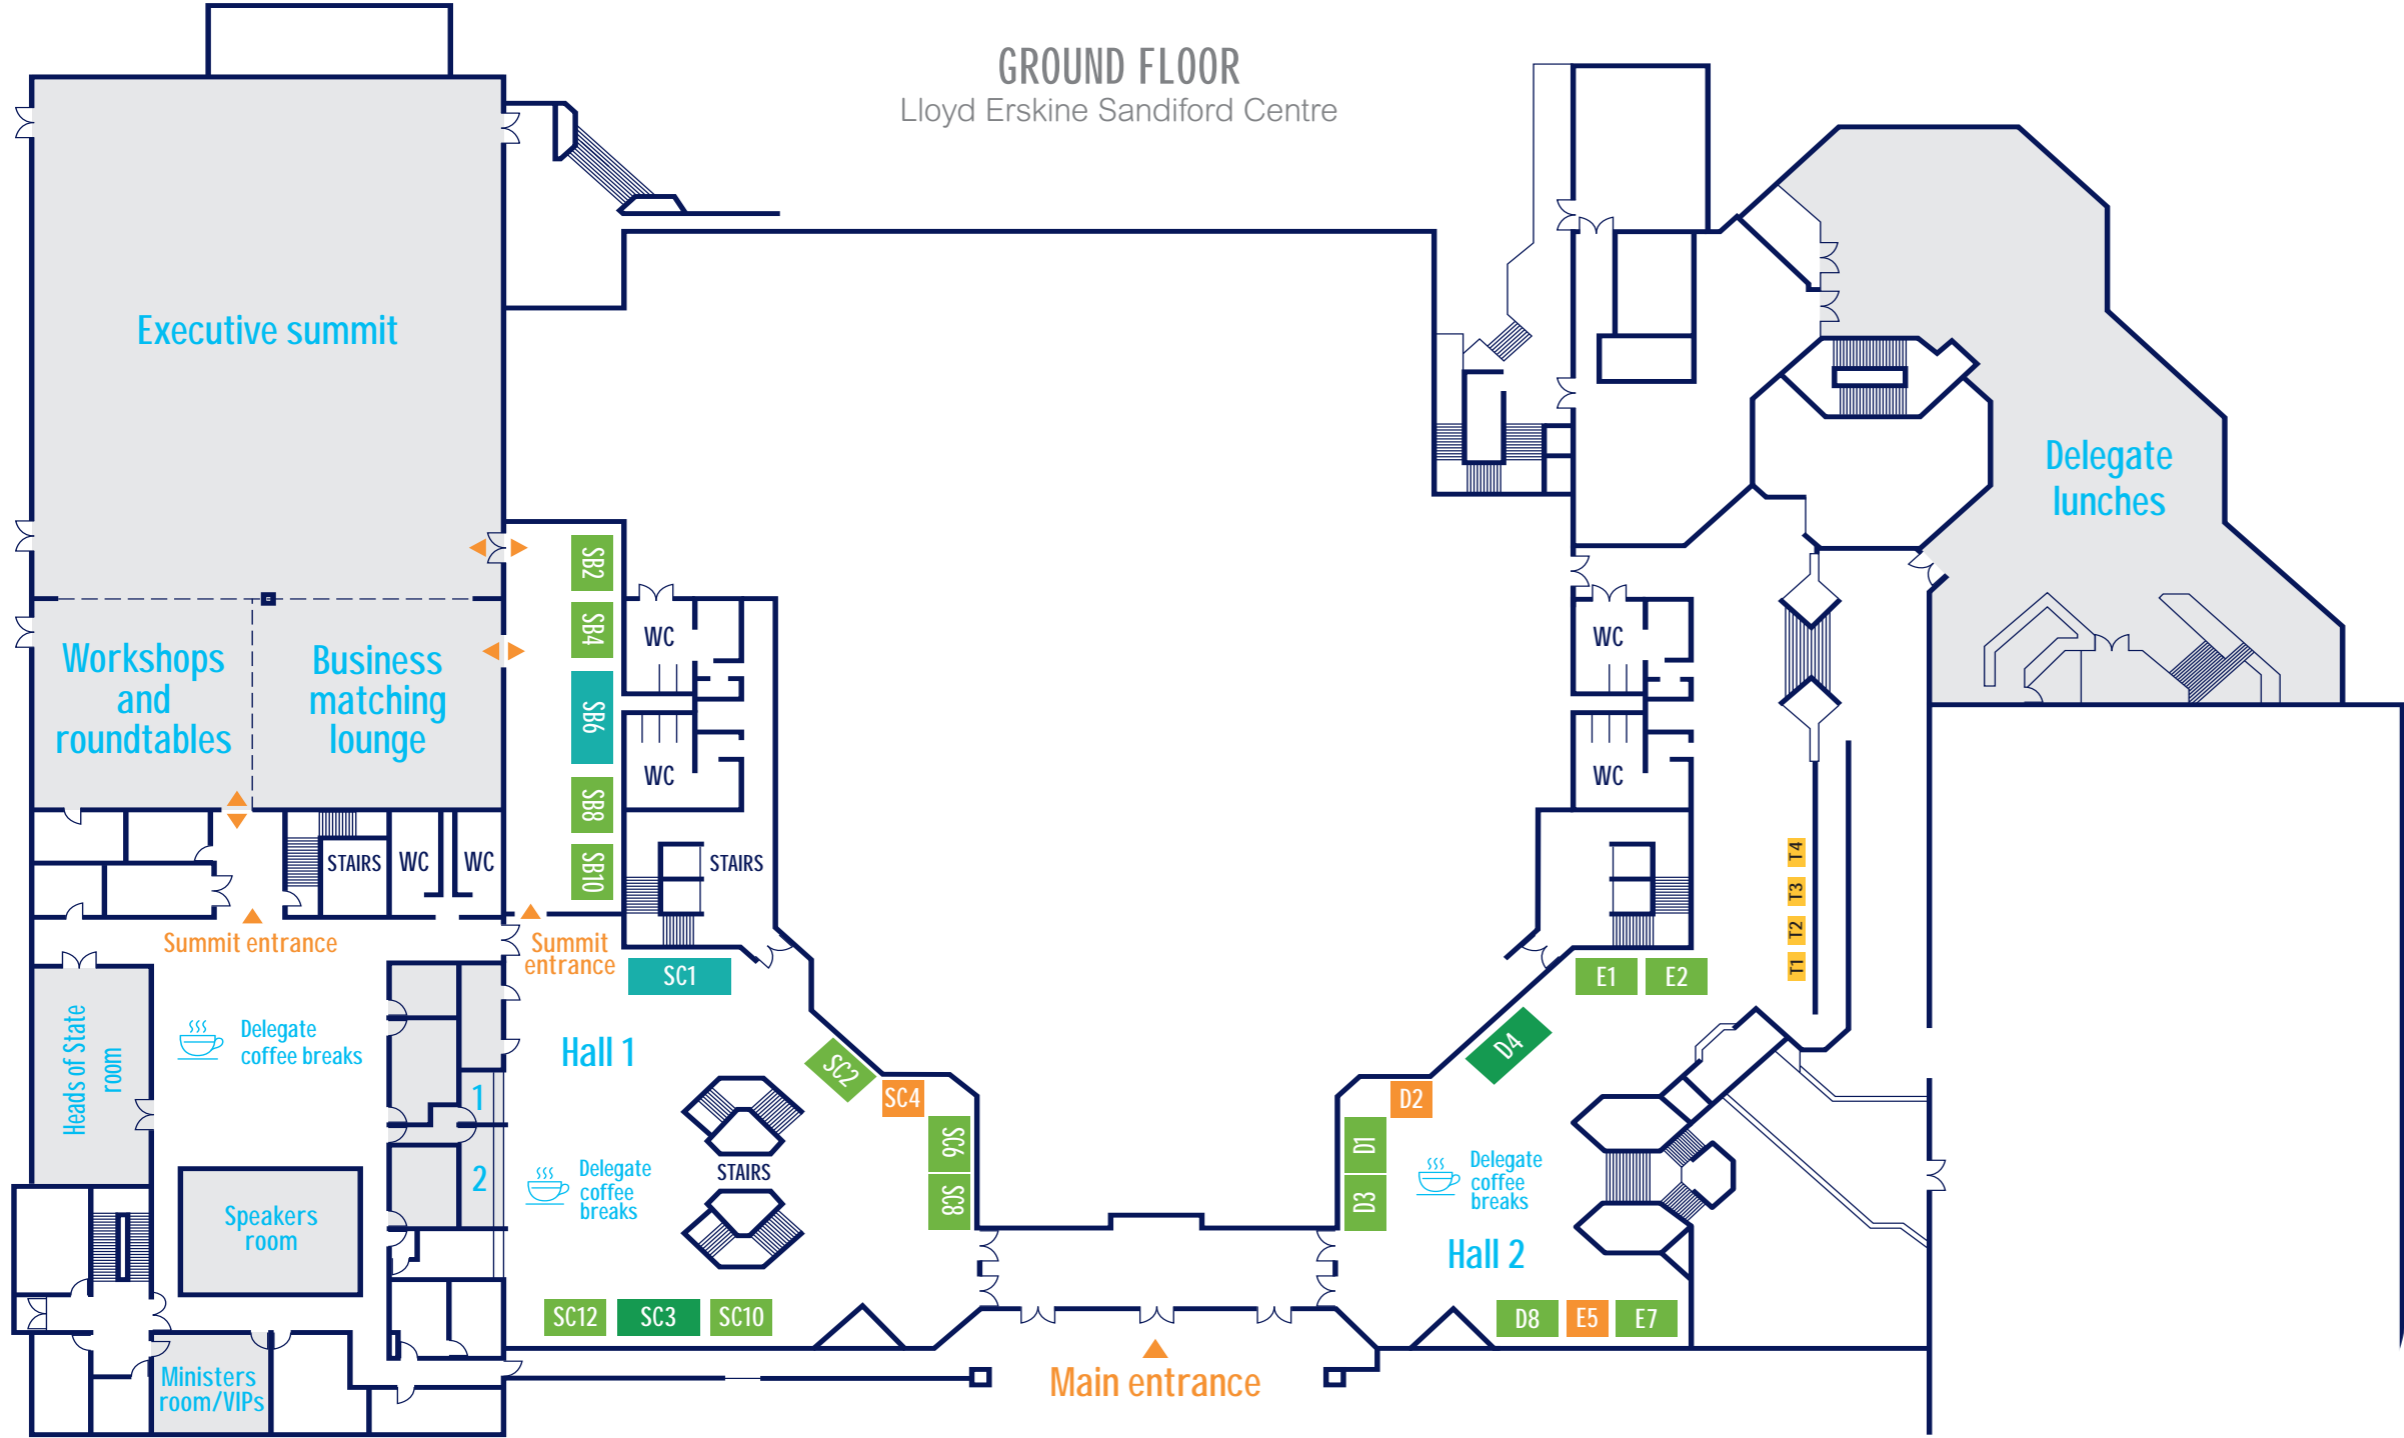 GROUND FLOOR
Lloyd Erskine Sandiford Centre
Executive summit
Workshops
and
roundtables
Business
matching
lounge
Delegate
lunches
SB2
SB4
SB6
SB8
SB10
WC
WC
STAIRS
WC
WC
STAIRS
WC
WC
T4
T3
T2
T1
Summit entrance
Summit
entrance
SC1
E1
E2
Heads of State
room
Delegate
coffee breaks
Hall 1
SC2
SC4
SC6
SC8
D4
D2
D1
D3
1
2
Delegate
coffee
breaks
STAIRS
Delegate
coffee
breaks
Speakers
room
Hall 2
SC12
SC3
SC10
D8
E5
E7
Ministers
room/VIPs
Main entrance